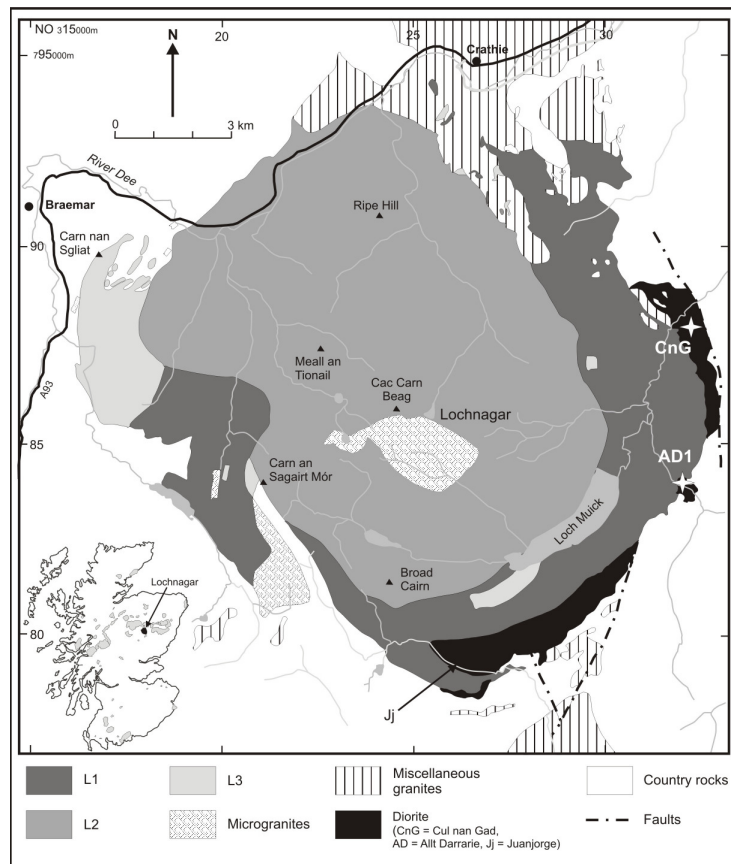 NO 315000m
20
25
30
795000m
N
Crathie
0
3 km
River Dee
Braemar
Ripe Hill
90
Carn nan
Sgliat
CnG
Meall an
Tionail
Cac Carn
Beag
A93
Lochnagar
85
AD1
Carn an
Sagairt Mór
Loch Muick
Lochnagar
Broad
Cairn
80
Jj
L1
L3
Miscellaneous
granites
Country rocks
L2
Microgranites
Diorite
(CnG = Cul nan Gad,
AD = Allt Darrarie, Jj = Juanjorge)
Faults